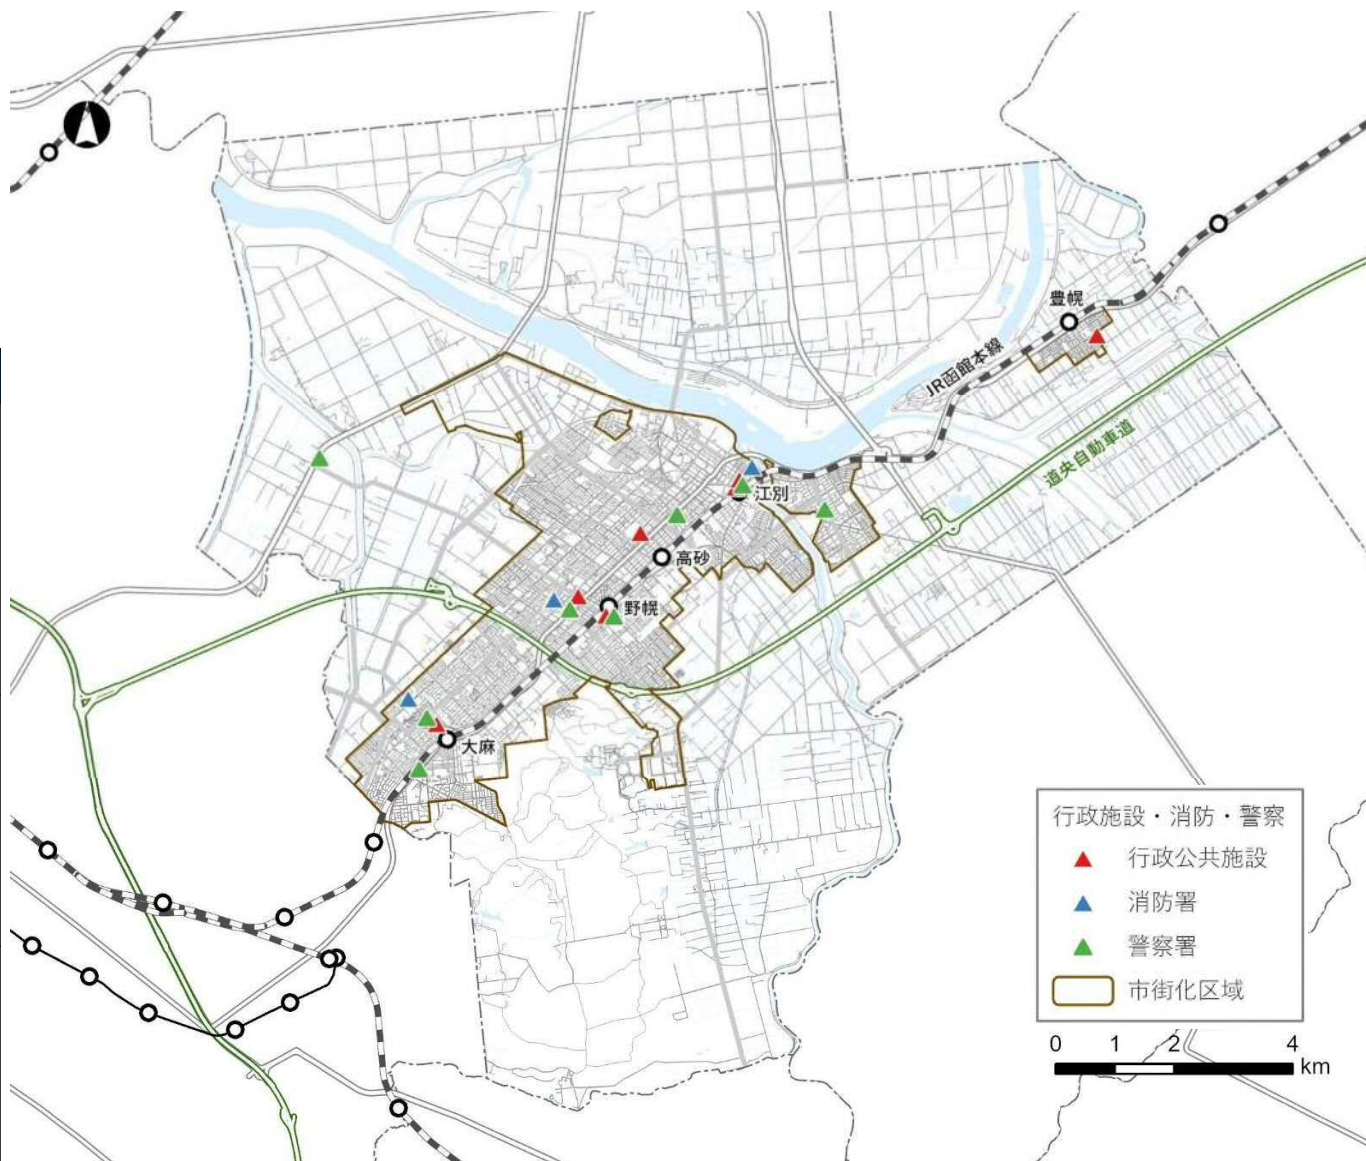 豊幌
JR函館本線
道央自動車道
江別
高砂
野幌
大麻
行政施設・消防・警察
行政公共施設
消防署
警察署
市街化区域
0 1 2 4
km